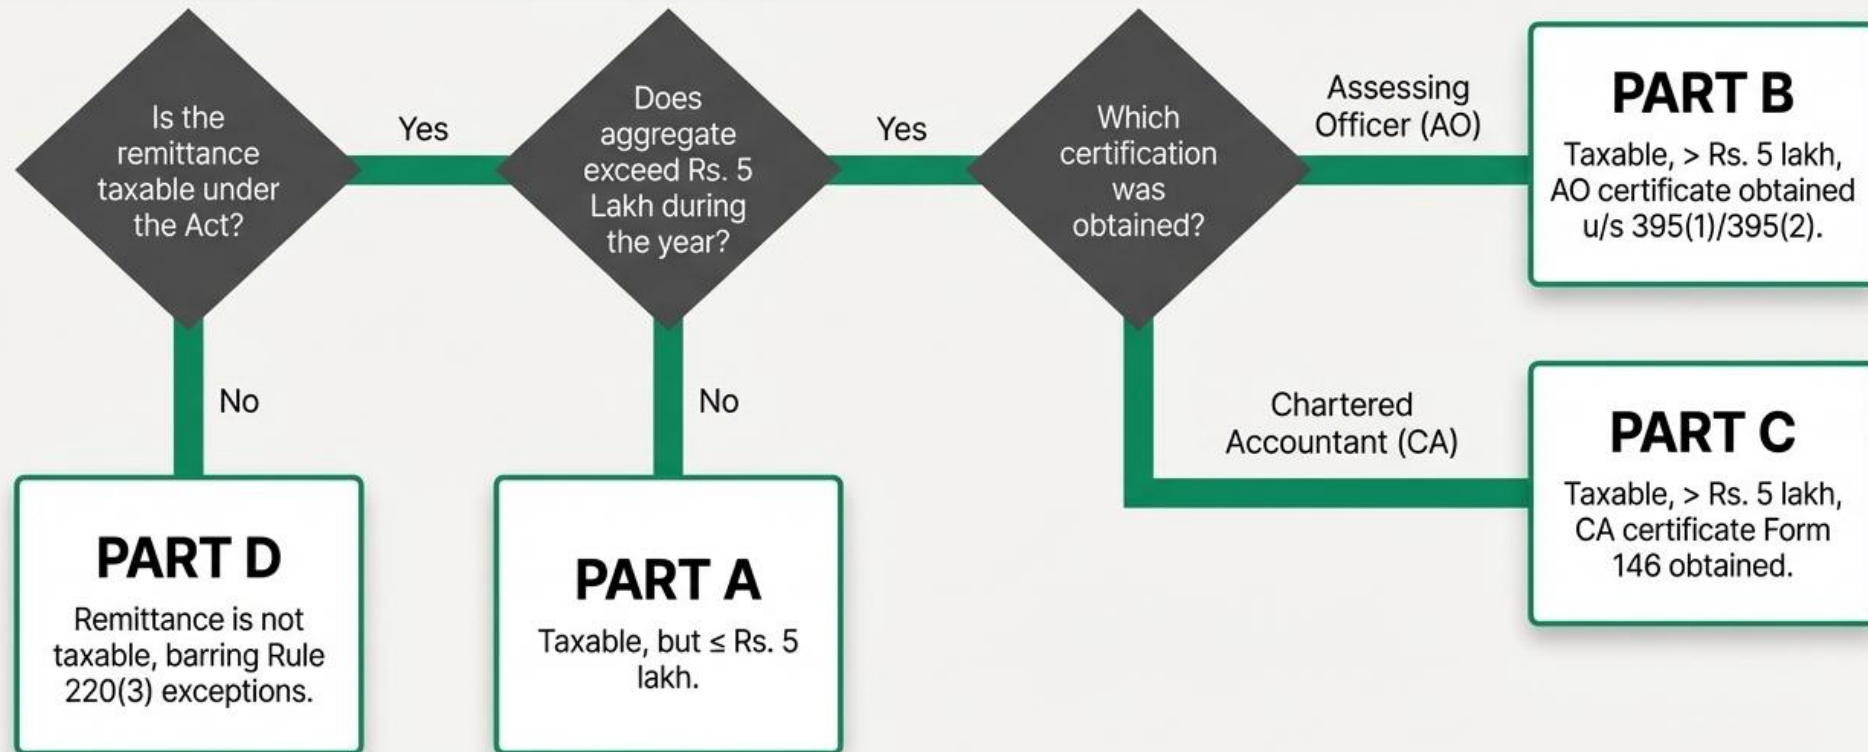 Is the
remittance
taxable under
the Act?
Yes
Does
aggregate
exceed Rs. 5
Lakh during
the year?
Yes
Which
certification
was
obtained?
Assessing
Officer (AO)
PART B
Taxable, > Rs. 5 lakh,
AO certificate obtained
u/s 395(1)/395(2).
No
No
Chartered
Accountant (CA)
PART C
Taxable, > Rs. 5 lakh,
CA certificate Form
146 obtained.
PART D
Remittance is not
taxable, barring Rule
220(3) exceptions.
PART A
Taxable, but ≤ Rs. 5
lakh.